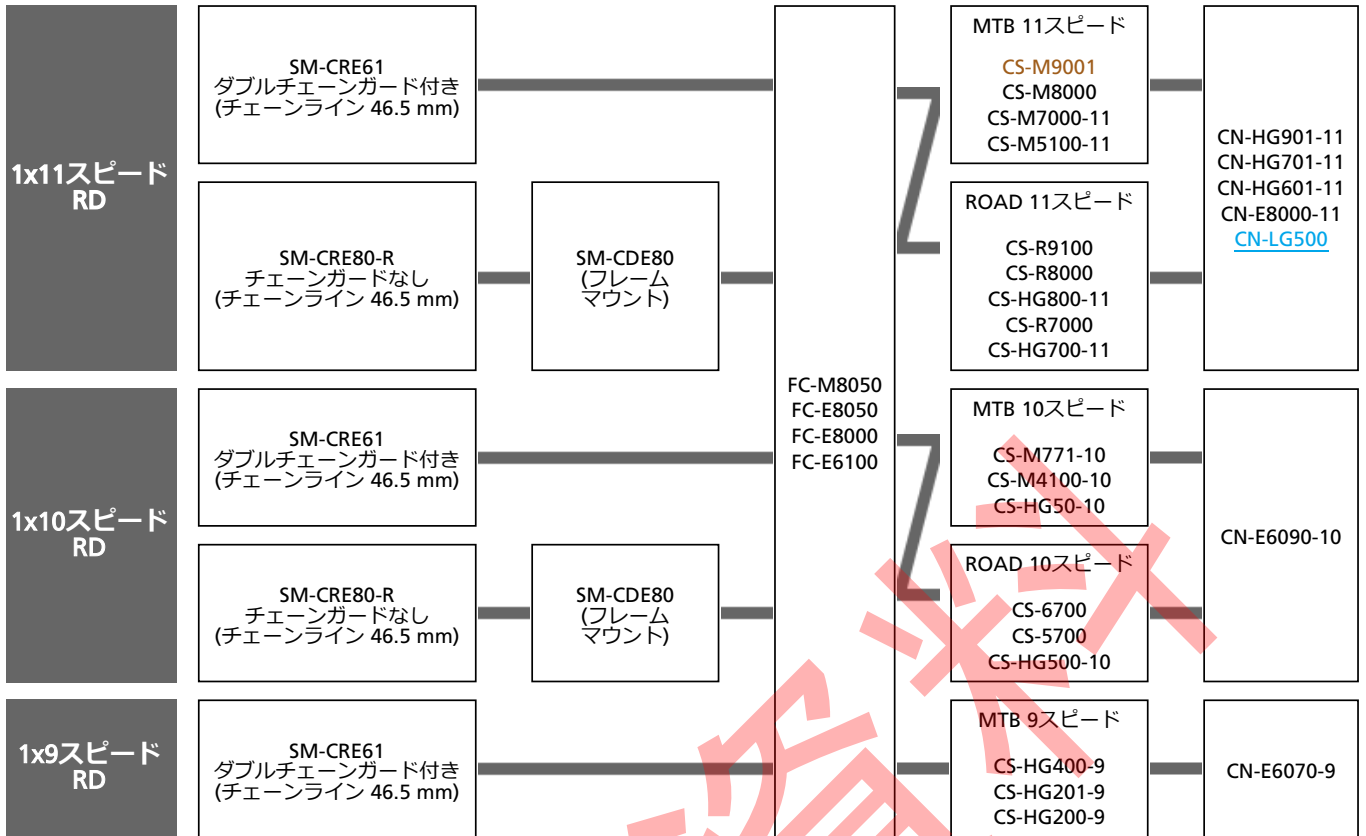 1x11スピード
RD
SM-CRE61
ダブルチェーンガード付き
(チェーンライン 46.5 mm)
SM-CRE80-R
チェーンガードなし
(チェーンライン 46.5 mm)
SM-CDE80
(フレーム
マウント)
FC-M8050
FC-E8050
FC-E8000
FC-E6100
MTB 11スピード
CS-M9001
CS-M8000
CS-M7000-11
CS-M5100-11
ROAD 11スピード
CS-R9100
CS-R8000
CS-HG800-11
CS-R7000
CS-HG700-11
CN-HG901-11
CN-HG701-11
CN-HG601-11
CN-E8000-11
CN-LG500
1x10スピード
RD
SM-CRE61
ダブルチェーンガード付き
(チェーンライン 46.5 mm)
SM-CRE80-R
チェーンガードなし
(チェーンライン 46.5 mm)
SM-CDE80
(フレーム
マウント)
MTB 10スピード
CS-M771-10
CS-M4100-10
CS-HG50-10
ROAD 10スピード
CS-6700
CS-5700
CS-HG500-10
CN-E6090-10
1x9スピード
RD
SM-CRE61
ダブルチェーンガード付き
(チェーンライン 46.5 mm)
MTB 9スピード
CS-HG400-9
CS-HG201-9
CS-HG200-9
CN-E6070-9
資料